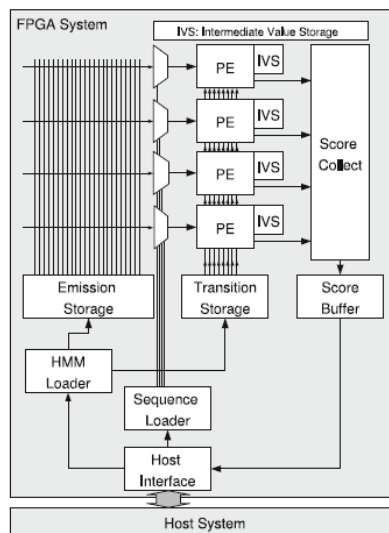 FPGA System
IVS: Intermediate Value Storage
PE
IVS
PE
IVS
PE
IVS
PE
IVS
Score
Collect
Emission
Storage
Transition
Storage
Score
Buffer
HMM
Loader
Sequence
Loader
Host
Interface
Host System